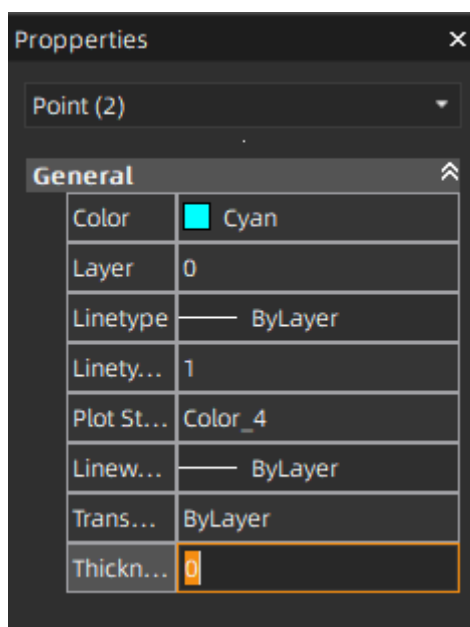 Propperties ×
Point (2)
General
Color Cyan
Layer 0
Linetype ByLayer
Linety... 1
Plot St... Color_4
Linew... ByLayer
Trans... ByLayer
Thickn... 0